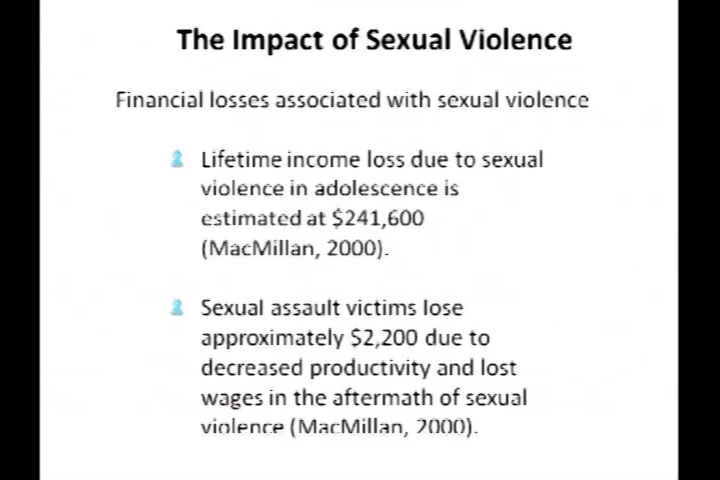 The Impact of Sexual Violence
Financial losses associated with sexual violence
Lifetime income loss due to sexual
violence in adolescence is
estimated at $241,600
(MacMillan, 2000).
Sexual assault victims lose
approximately $2,200 due to
decreased productivity and lost
wages in the aftermath of sexual
violence (MacMillan, 2000).